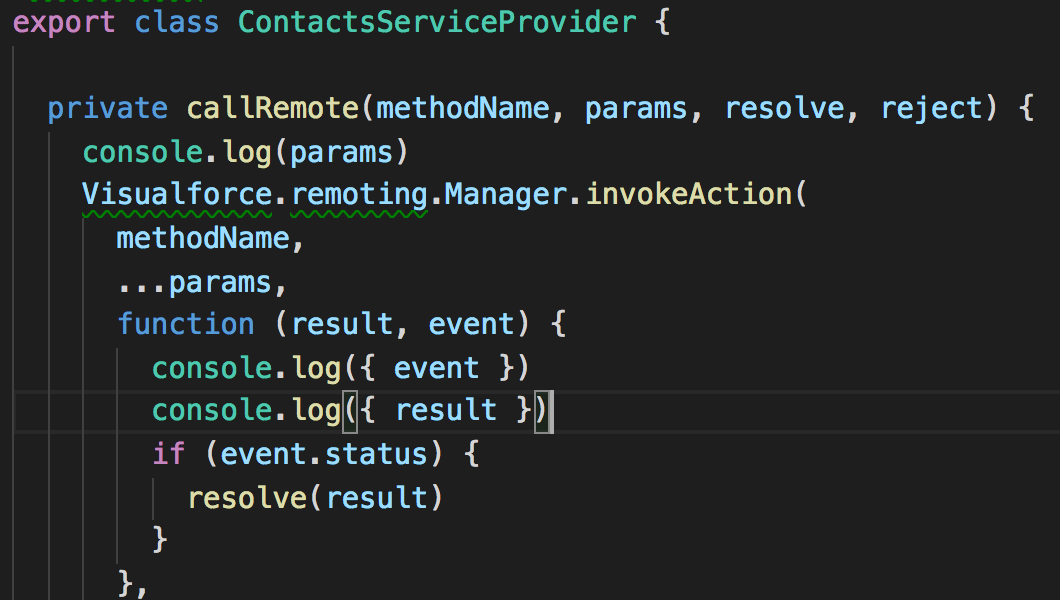 export class ContactsServiceProvider {
private callRemote(methodName, params, resolve, reject) {
console.log(params)
Visualforce.remoting.Manager.invokeAction(
methodName,
...params,
function (result, event) {
console.log({ event })
console.log({ result })
if (event.status) {
resolve(result)
}
},